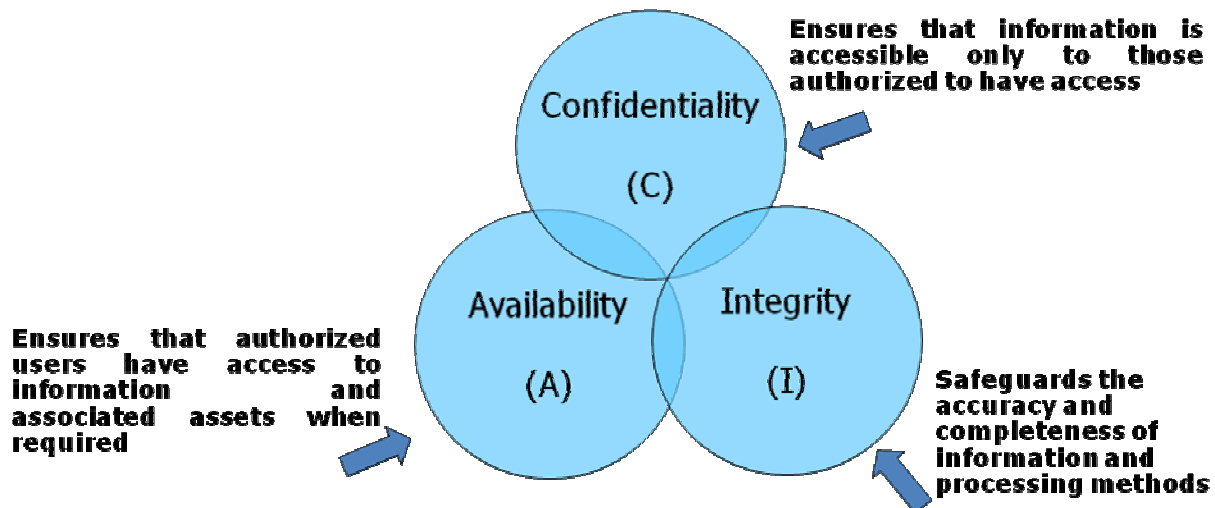 Ensures that information is
accessible only to those
authorized to have access
Confidentiality
(C)
Availability
(A)
Integrity
(I)
Ensures that authorized
users have access to
information and
associated assets when
required
Safeguards the
accuracy and
completeness of
information and
processing methods